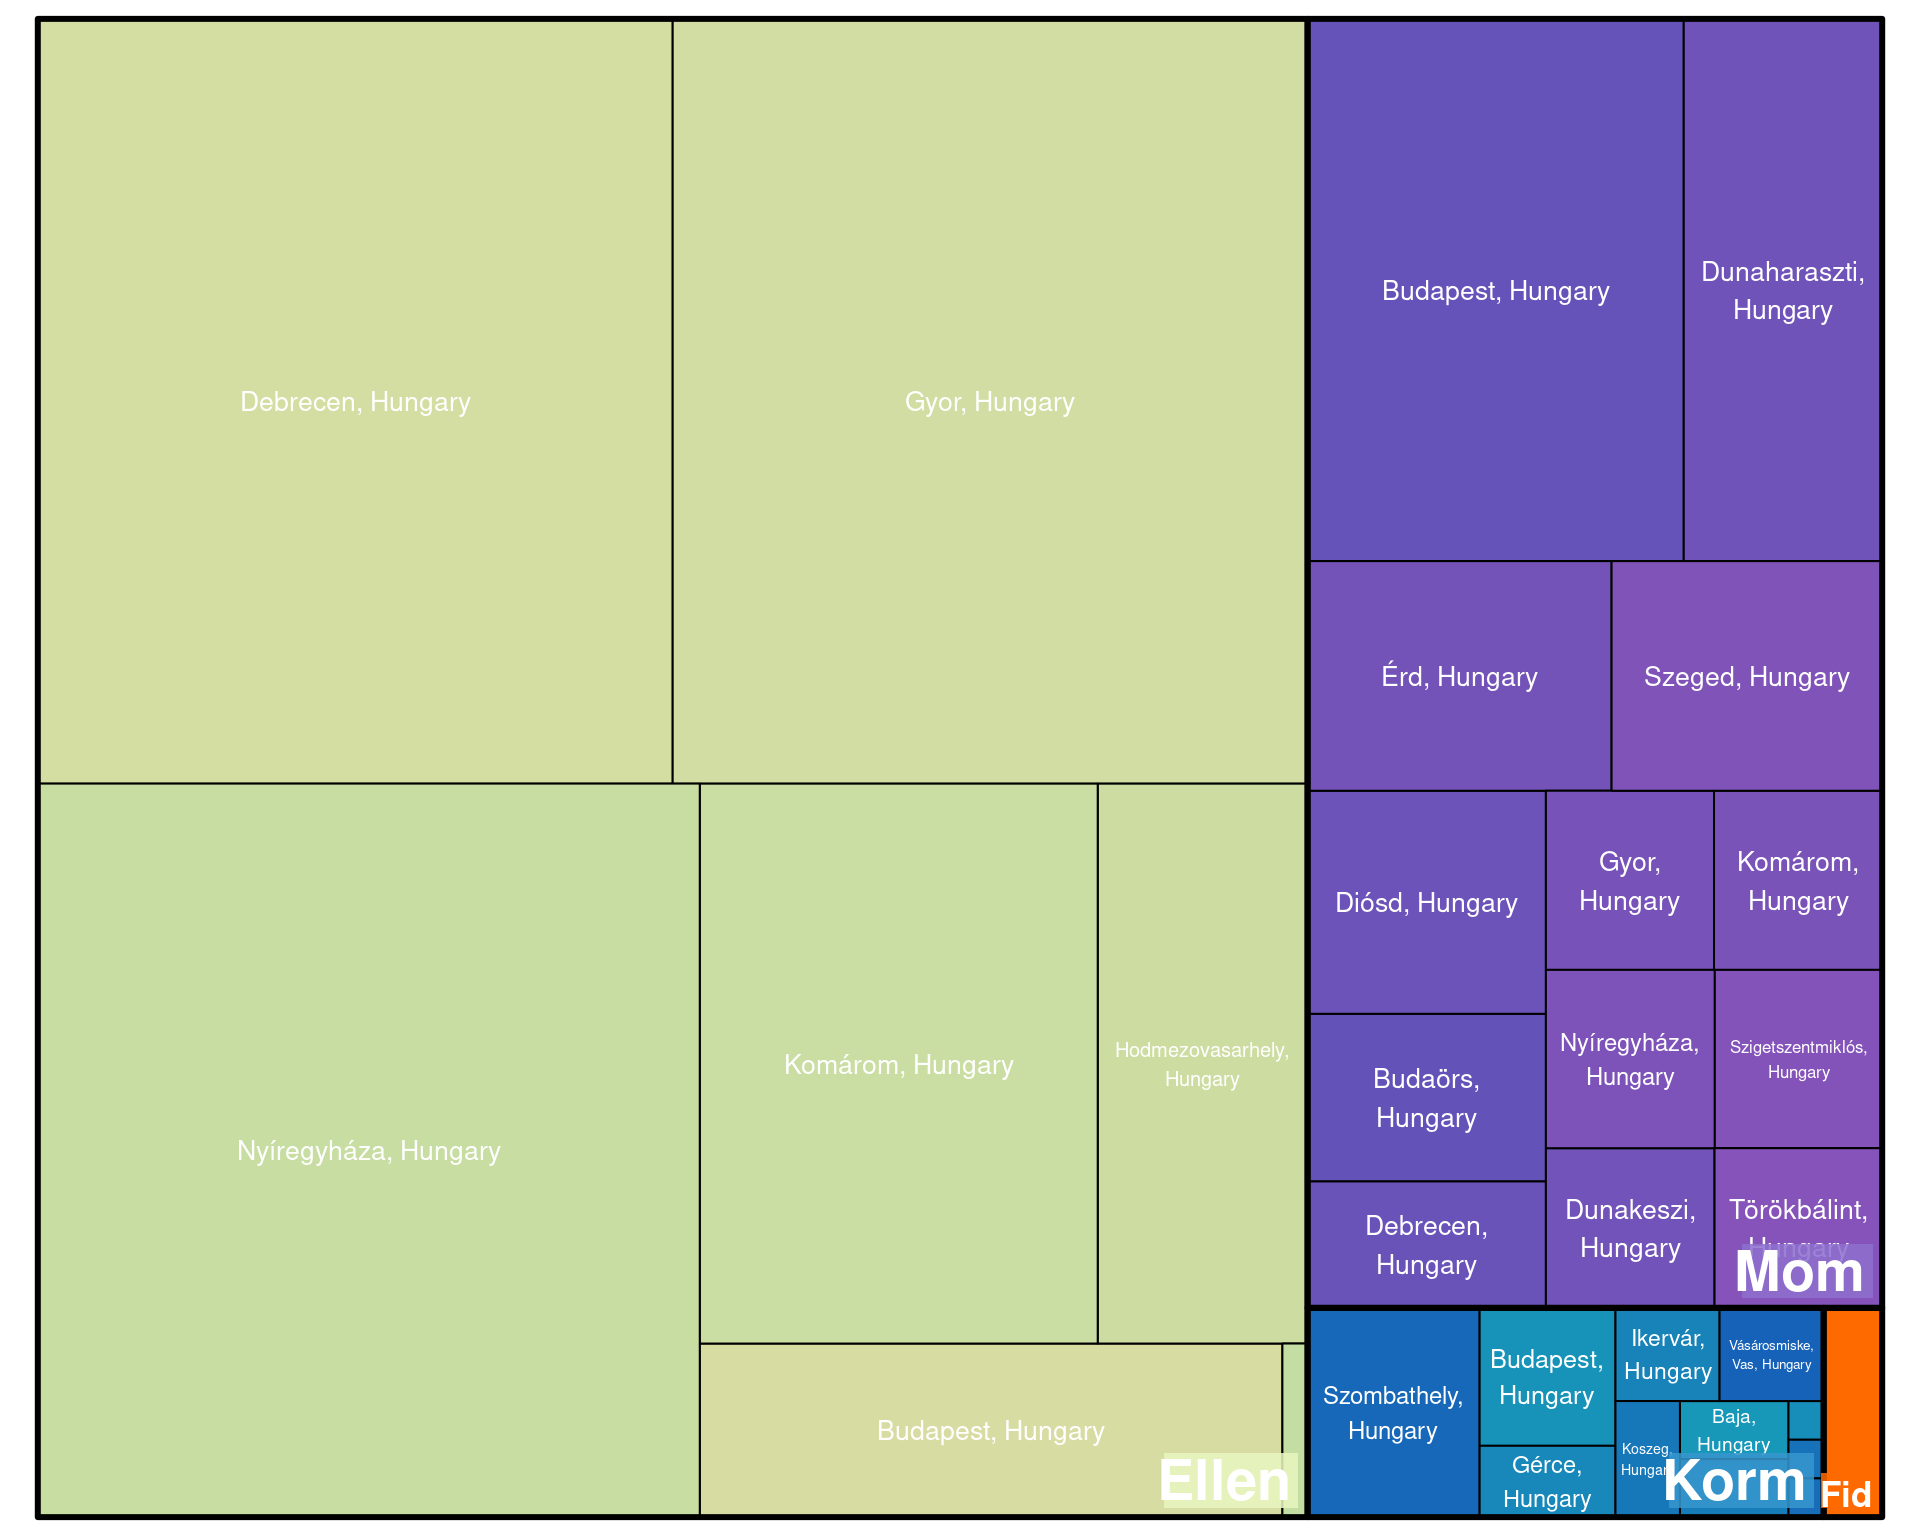 Debrecen, Hungary
Gyor, Hungary
Nyíregyháza, Hungary
Komárom, Hungary
Hodmezovasarhely,
Hungary
Budapest, Hungary
Ellen
Budapest, Hungary
Dunaharaszti,
Hungary
Érd, Hungary
Szeged, Hungary
Diósd, Hungary
Gyor,
Hungary
Komárom,
Hungary
Budaörs,
Hungary
Nyíregyháza,
Hungary
Szigetszentmiklós,
Hungary
Debrecen,
Hungary
Dunakeszi,
Hungary
Törökbálint,
Hungary
Mom
Szombathely,
Hungary
Budapest,
Hungary
Gérce,
Hungary
Ikervár,
Hungary
Vásárosmiske,
Vas, Hungary
Koszeg,
Hungary
Baja,
Hungary
Korm
Fid